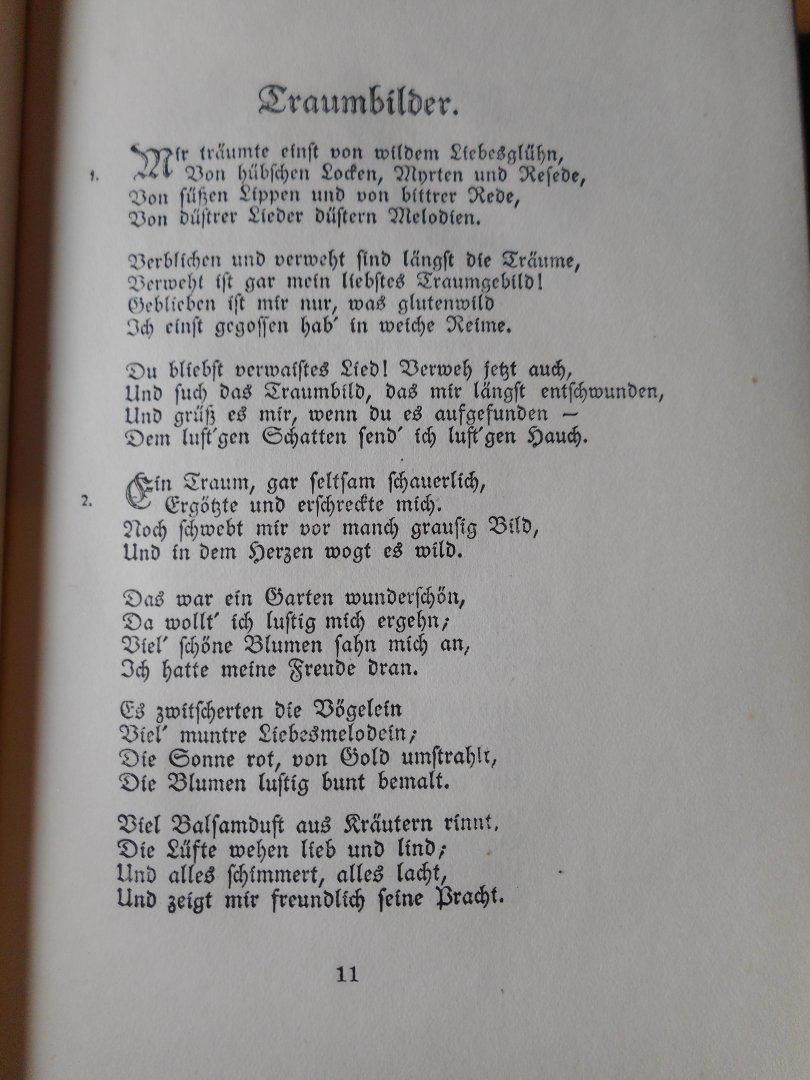 Traumbilder.
1.
Mir träumte einst von wildem Liebesglühn,
Von hübschen Locken, Myrten und Resede,
Von süßen Lippen und von bittrer Rede,
Von düstrer Lieder düstern Melodien.
Verblichen und verweht sind längst die Träume,
Verweht ist gar mein liebstes Traumgebild!
Geblieben ist mir nur, was glutenwild
Ich einst gegossen hab' in weiche Reime.
Du bliebst verwaistes Lied! Verweh jetzt auch,
Und such das Traumbild, das mir längst entschwunden,
Und grüß es mir, wenn du es aufgefunden –
Dem luft'gen Schatten send' ich luft'gen Hauch.
2.
Ein Traum, gar seltsam schauerlich,
Ergötzte und erschreckte mich.
Noch schwebt mir vor manch grausig Bild,
Und in dem Herzen wogt es wild.
Das war ein Garten wunderschön,
Da wollt' ich lustig mich ergehn;
Viel' schöne Blumen sahn mich an,
Ich hatte meine Freude dran.
Es zwitscherten die Vögelein
Viel' muntre Liebesmelodein;
Die Sonne rot, von Gold umstrahlt,
Die Blumen lustig bunt bemalt.
Viel Balsamduft aus Kräutern rinnt,
Die Lüfte wehen lieb und lind;
Und alles schimmert, alles lacht,
Und zeigt mir freundlich seine Pracht.
11